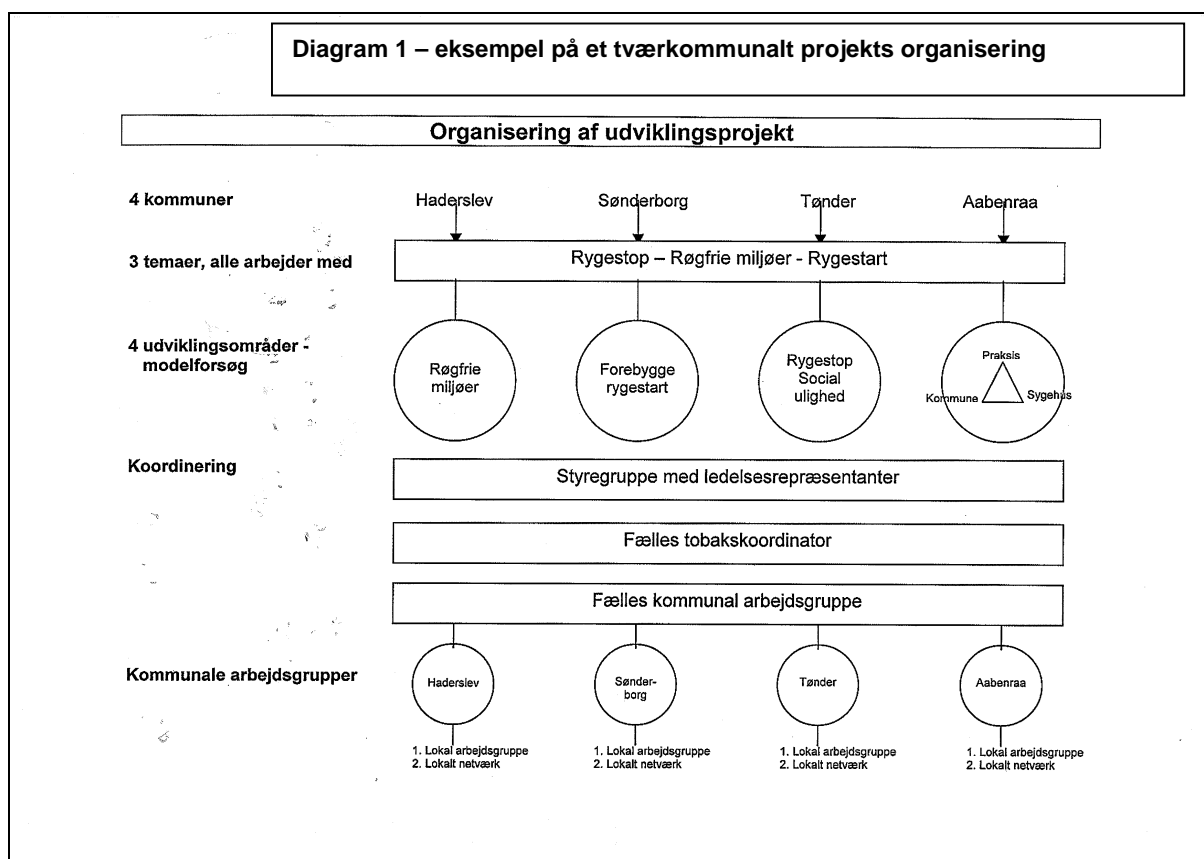 Diagram 1 – eksempel på et tværkommunalt projekts organisering
Organisering af udviklingsprojekt
4 kommuner
Haderslev
Sønderborg
Tønder
Aabenraa
3 temaer, alle arbejder med
Rygestop – Røgfrie miljøer - Rygestart
4 udviklingsområder -
modelforsøg
Røgfrie
miljøer
Forebygge
rygestart
Rygestop
Social
ulighed
Praksis
Kommune
Sygehus
Koordinering
Styregruppe med ledelsesrepræsentanter
Fælles tobakskoordinator
Fælles kommunal arbejdsgruppe
Kommunale arbejdsgrupper
Haderslev
Sønder-
borg
Tønder
Aabenraa
1. Lokal arbejdsgruppe
2. Lokalt netværk
1. Lokal arbejdsgruppe
2. Lokalt netværk
1. Lokal arbejdsgruppe
2. Lokalt netværk
1. Lokal arbejdsgruppe
2. Lokalt netværk